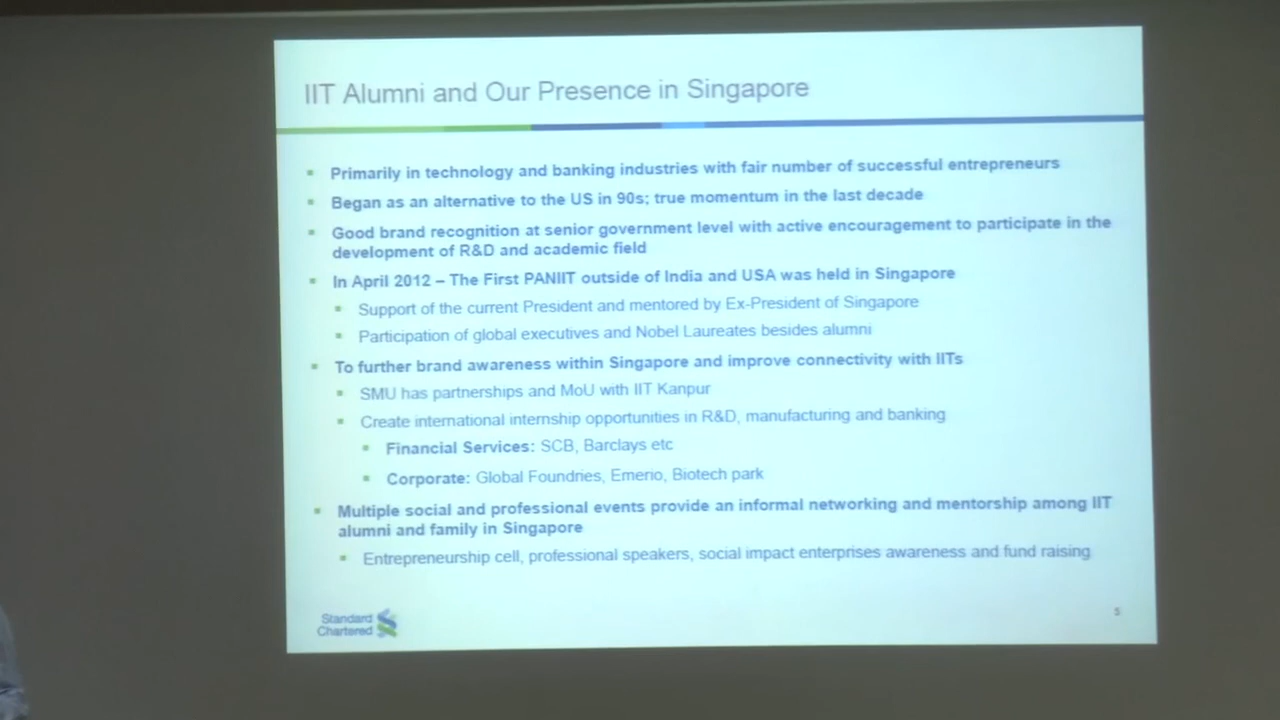 IIT Alumni and Our Presence in Singapore
Primarily in technology and banking industries with fair number of successful entrepreneurs
Began as an alternative to the US in 90s; true momentum in the last decade
Good brand recognition at senior government level with active encouragement to participate in the
development of R&D and academic field
In April 2012 – The First PANIIT outside of India and USA was held in Singapore
Support of the current President and mentored by Ex-President of Singapore
Participation of global executives and Nobel Laureates besides alumni
To further brand awareness within Singapore and improve connectivity with IITs
SMU has partnerships and MoU with IIT Kanpur
Create international internship opportunities in R&D, manufacturing and banking
Financial Services: SCB, Barclays etc
Corporate: Global Foundries, Emerio, Biotech park
Multiple social and professional events provide an informal networking and mentorship among IIT
alumni and family in Singapore
Entrepreneurship cell, professional speakers, social impact enterprises awareness and fund raising
Standard
Chartered
5